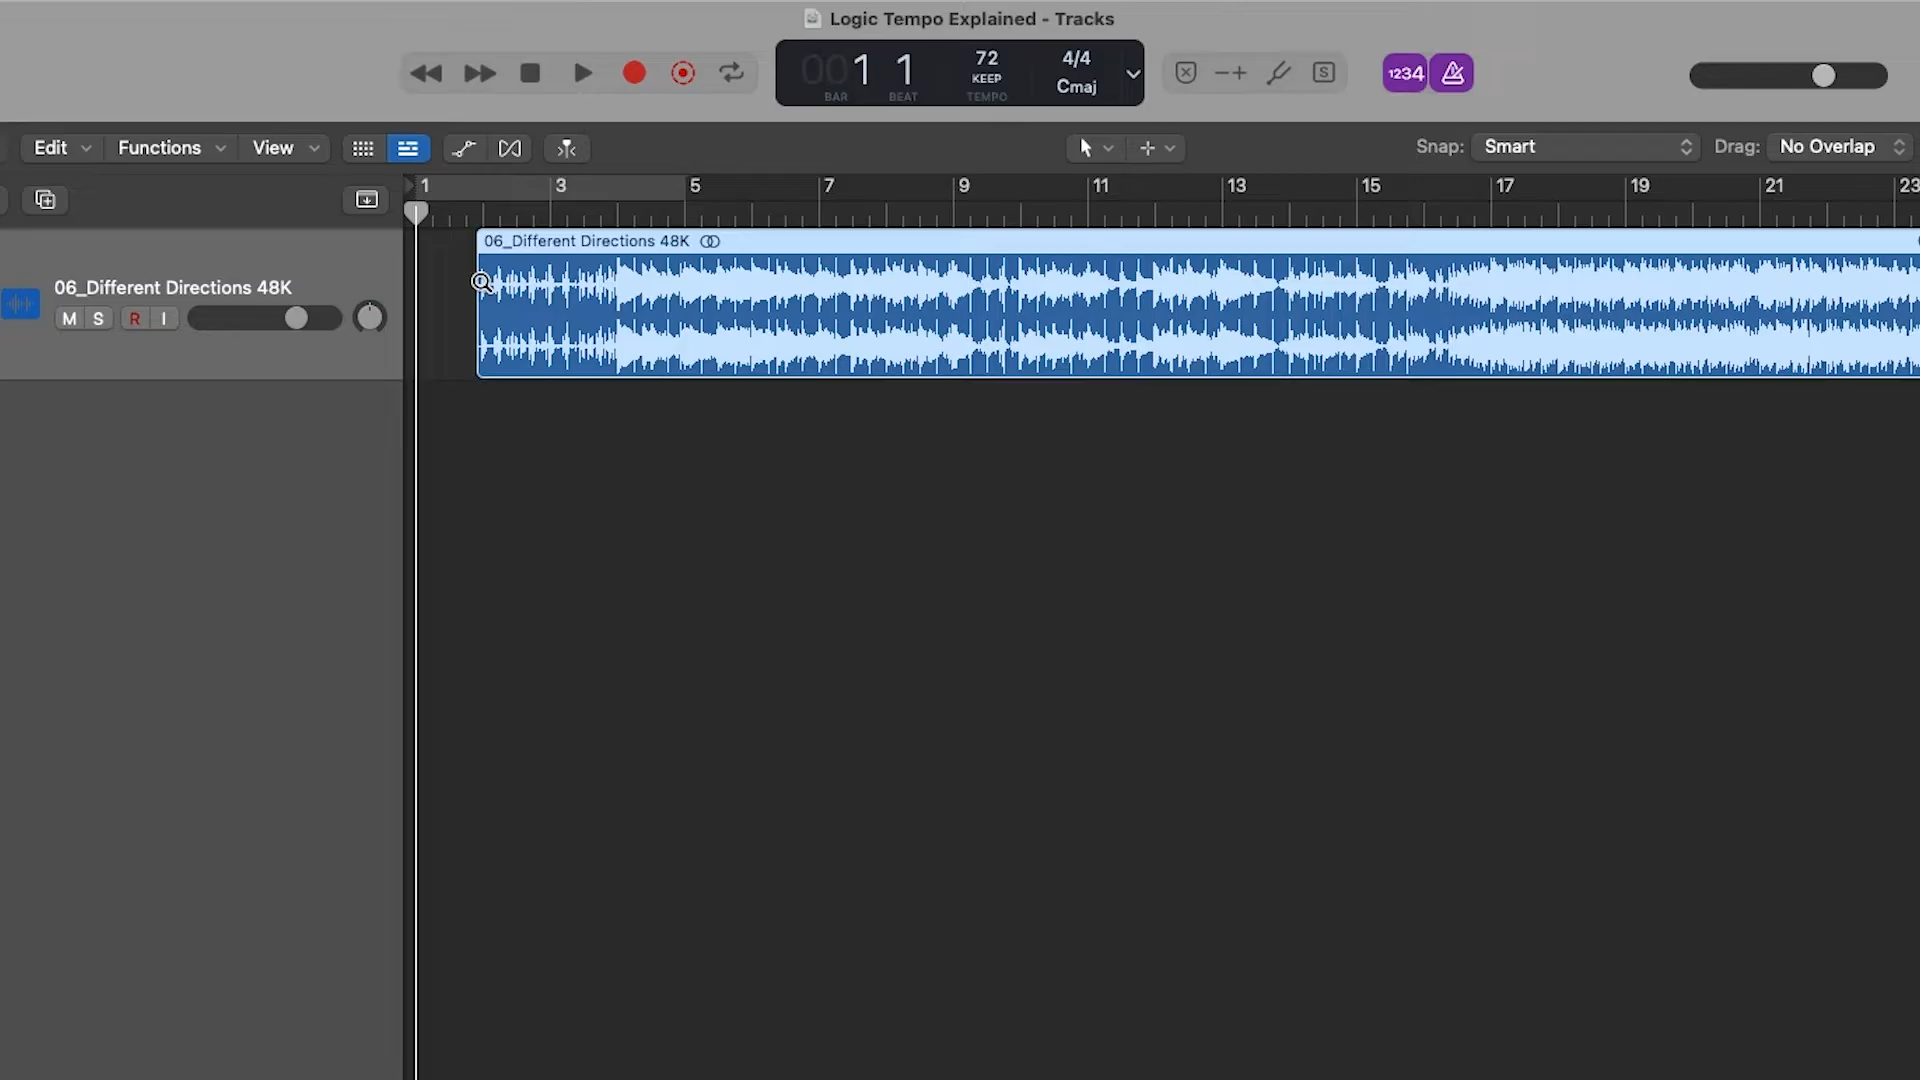 Logic Tempo Explained - Tracks
001 1 72 4/4
KEEP Cmaj
BAR BEAT TEMPO
S 1234
Edit Functions View Snap: Smart Drag: No Overlap
1 3 5 7 9 11 13 15 17 19 21 23
06_Different Directions 48K
06_Different Directions 48K
M S R I